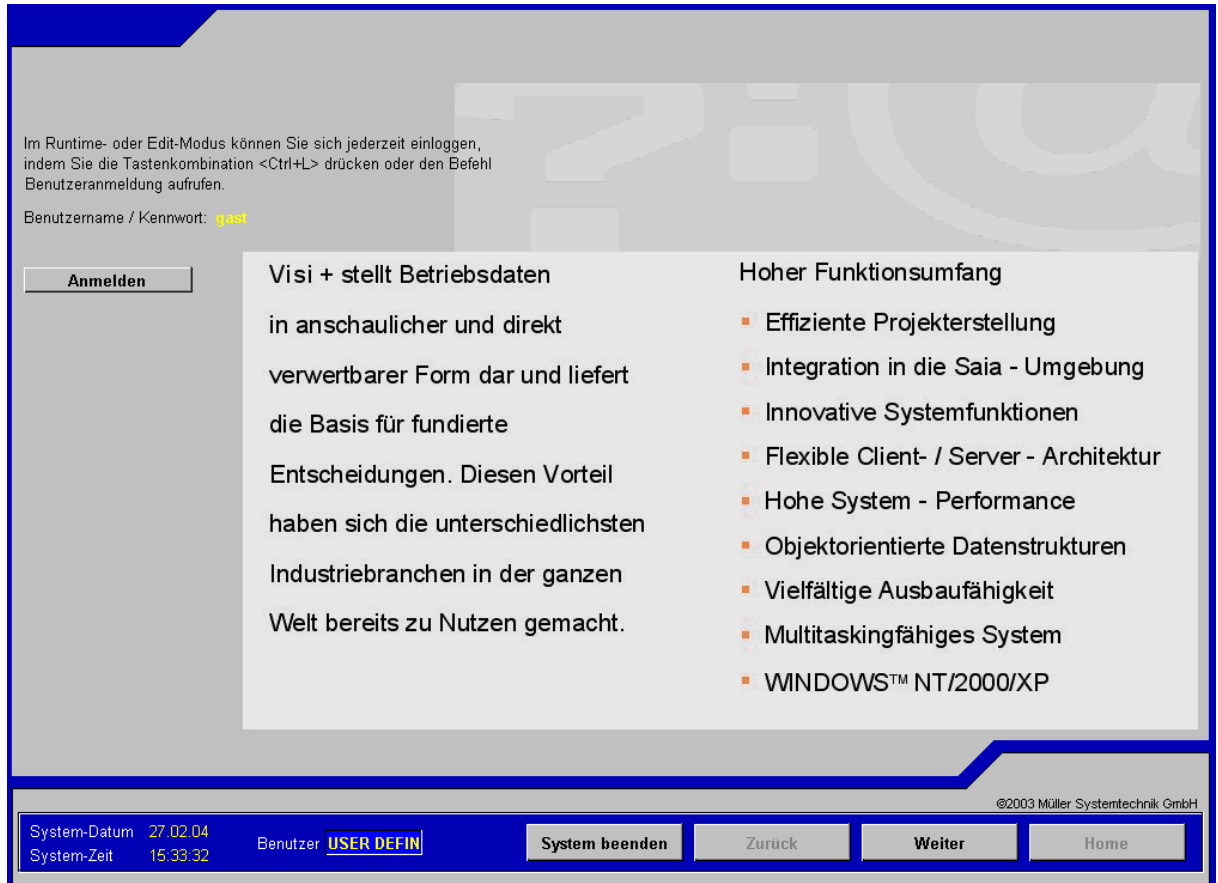 Im Runtime- oder Edit-Modus können Sie sich jederzeit einloggen,
indem Sie die Tastenkombination <Ctrl+L> drücken oder den Befehl
Benutzeranmeldung aufrufen.
Benutzername / Kennwort: gast
Anmelden
Visi + stellt Betriebsdaten
in anschaulicher und direkt
verwertbarer Form dar und liefert
die Basis für fundierte
Entscheidungen. Diesen Vorteil
haben sich die unterschiedlichsten
Industriebranchen in der ganzen
Welt bereits zu Nutzen gemacht.
Hoher Funktionsumfang
Effiziente Projekterstellung
Integration in die Saia - Umgebung
Innovative Systemfunktionen
Flexible Client- / Server - Architektur
Hohe System - Performance
Objektorientierte Datenstrukturen
Vielfältige Ausbaufähigkeit
Multitaskingfähiges System
WINDOWS™ NT/2000/XP
©2003 Müller Systemtechnik GmbH
System-Datum 27.02.04
System-Zeit 15:33:32
Benutzer USER DEFIN
System beenden
Zurück
Weiter
Home